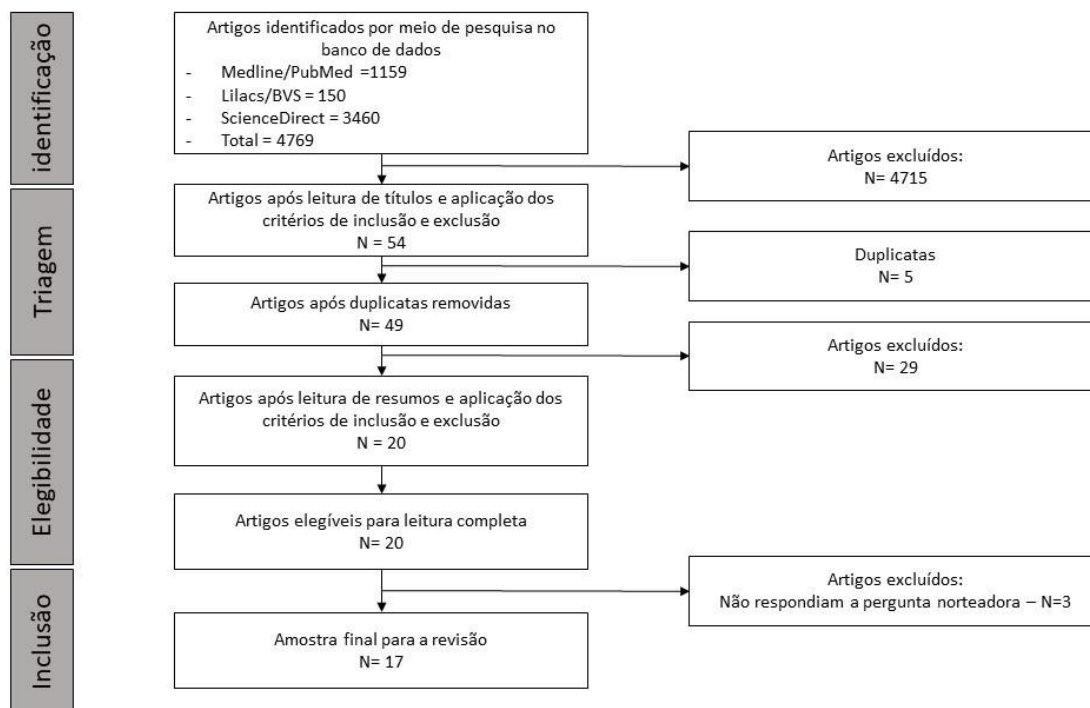 identificação
Artigos identificados por meio de pesquisa no
banco de dados
- Medline/PubMed =1159
- Lilacs/BVS = 150
- ScienceDirect = 3460
- Total = 4769
Artigos excluídos:
N= 4715
Triagem
Artigos após leitura de títulos e aplicação dos
critérios de inclusão e exclusão
N = 54
Duplicatas
N= 5
Artigos após duplicatas removidas
N= 49
Artigos excluídos:
N = 29
Elegibilidade
Artigos após leitura de resumos e aplicação dos
critérios de inclusão e exclusão
N = 20
Artigos elegíveis para leitura completa
N= 20
Inclusão
Artigos excluídos:
Não respondiam a pergunta norteadora – N=3
Amostra final para a revisão
N= 17